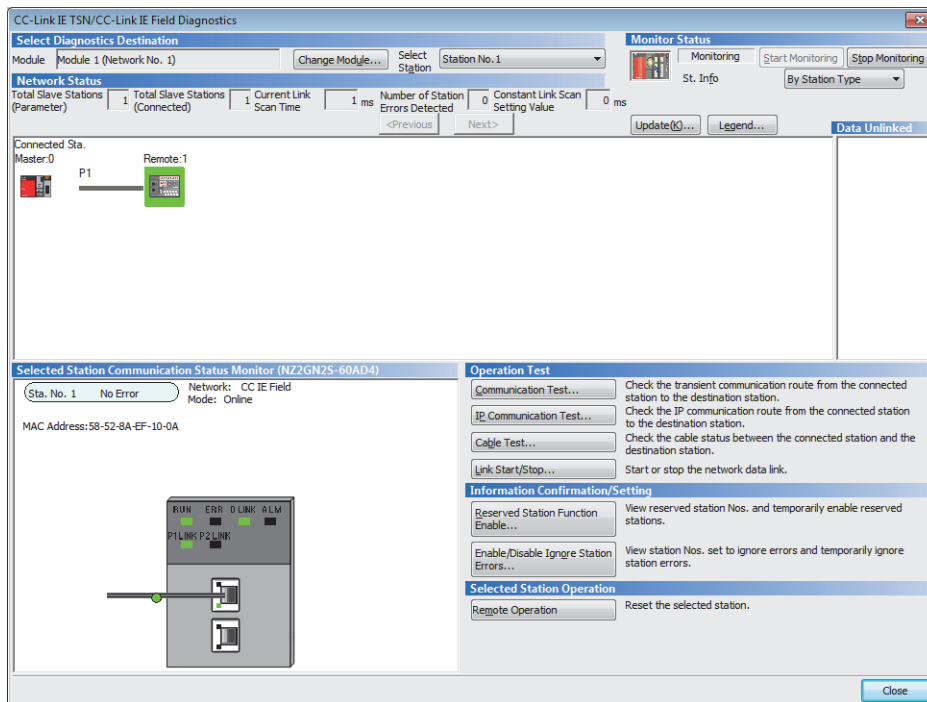 CC-Link IE TSN/CC-Link IE Field Diagnostics
Select Diagnostics Destination
Module Module 1 (Network No. 1) Change Module... Select Station Station No.1
Monitor Status
Monitoring Start Monitoring Stop Monitoring
St. Info By Station Type
Network Status
Total Slave Stations (Parameter) 1 Total Slave Stations (Connected) 1 Current Link Scan Time 1 ms Number of Station Errors Detected 0 Constant Link Scan Setting Value 0 ms
<Previous Next>
Update(K)... Legend...
Data Unlinked
Connected Sta.
Master:0 Remote:1
P1
Selected Station Communication Status Monitor (NZ2GN2S-60AD4)
Sta. No. 1 No Error
Network: CC IE Field
Mode: Online
MAC Address:58-52-8A-EF-10-0A
RUN ERR D LINK ALM
P1LINK P2LINK
Operation Test
Communication Test...
Check the transient communication route from the connected
station to the destination station.
IP Communication Test...
Check the IP communication route from the connected station
to the destination station.
Cable Test...
Check the cable status between the connected station and the
destination station.
Link Start/Stop...
Start or stop the network data link.
Information Confirmation/Setting
Reserved Station Function
Enable...
View reserved station Nos. and temporarily enable reserved
stations.
Enable/Disable Ignore Station
Errors...
View station Nos. set to ignore errors and temporarily ignore
station errors.
Selected Station Operation
Remote Operation
Reset the selected station.
Close